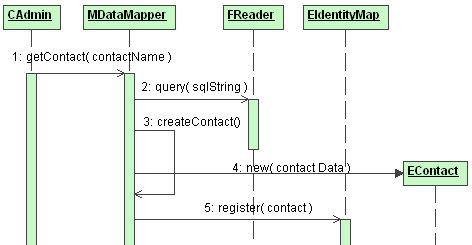 CAdmin MDataMapper FReader EIdentityMap
1: getContact( contactName )
2: query( sqlString )
3: createContact()
4: new( contact Data )
EContact
5: register( contact )